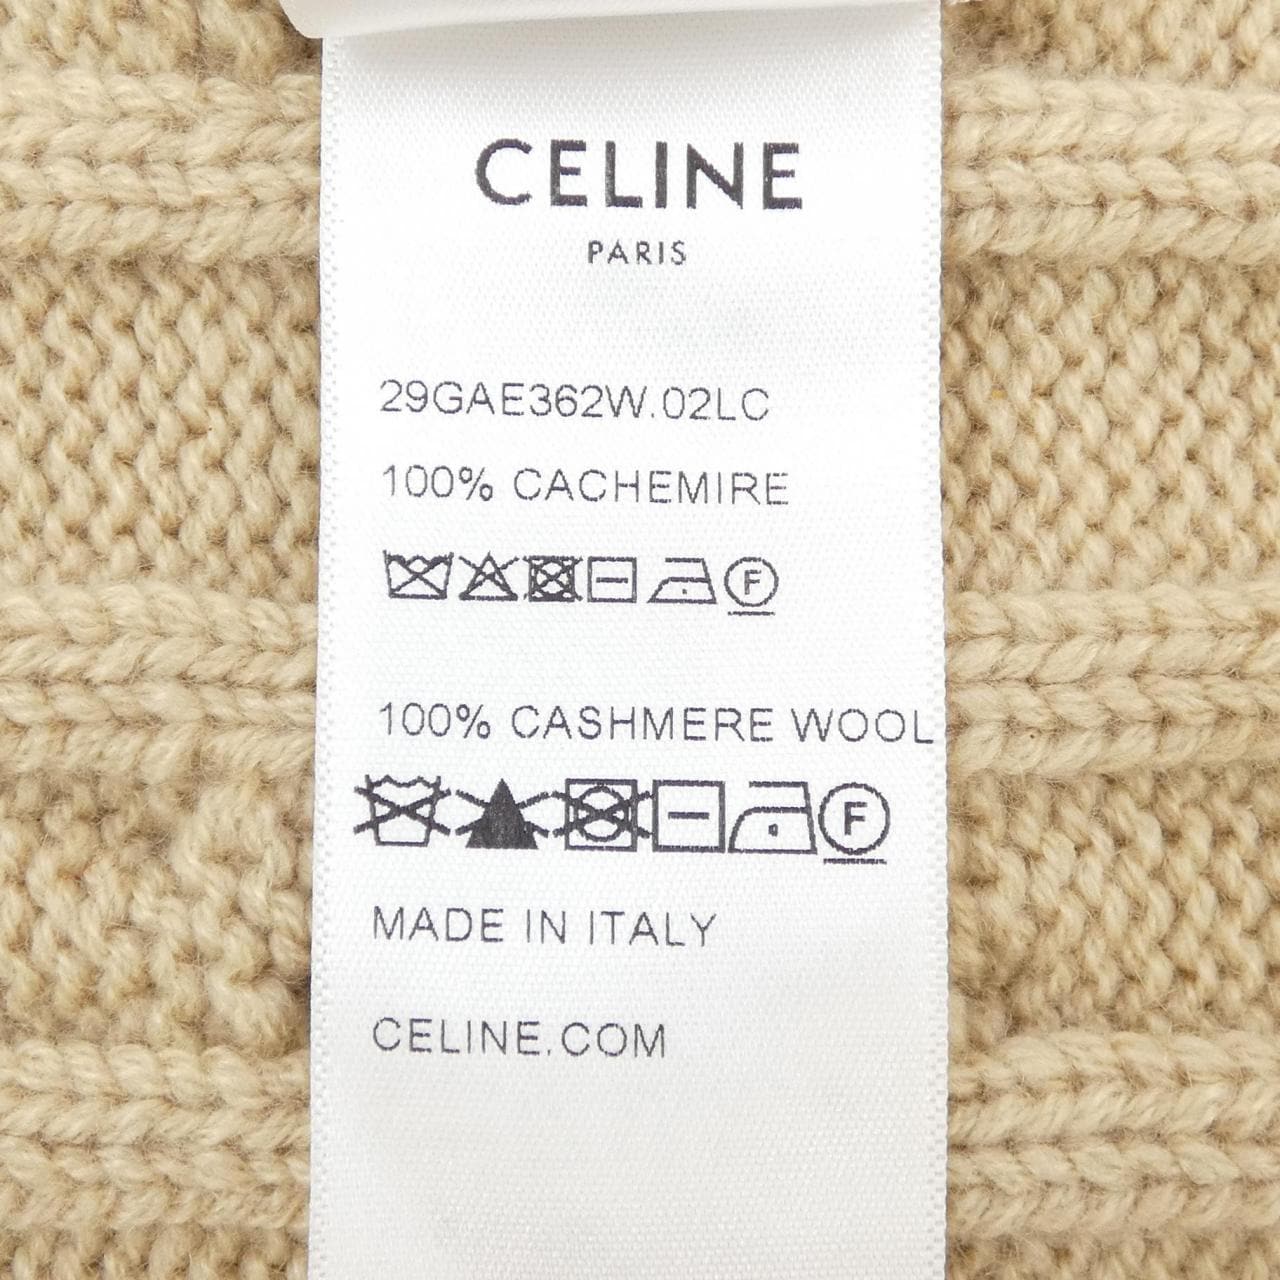 CELINE
PARIS
29GAE362W.02LC
100% CACHEMIRE
F
100% CASHMERE WOOL
F
MADE IN ITALY
CELINE.COM